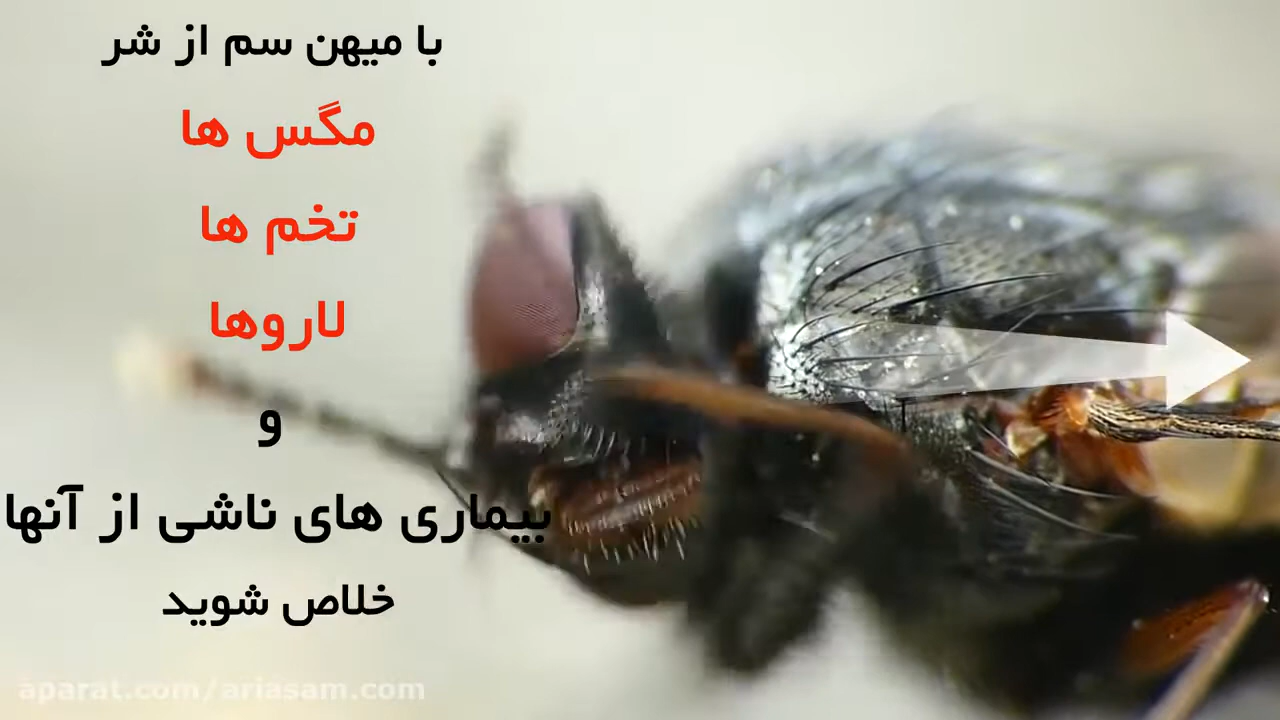 با میهن سم از شر
مگس ها
تخم ها
لاروها
و
بیماری های ناشی از آنها
خلاص شوید
aparat.com/ariasam.com